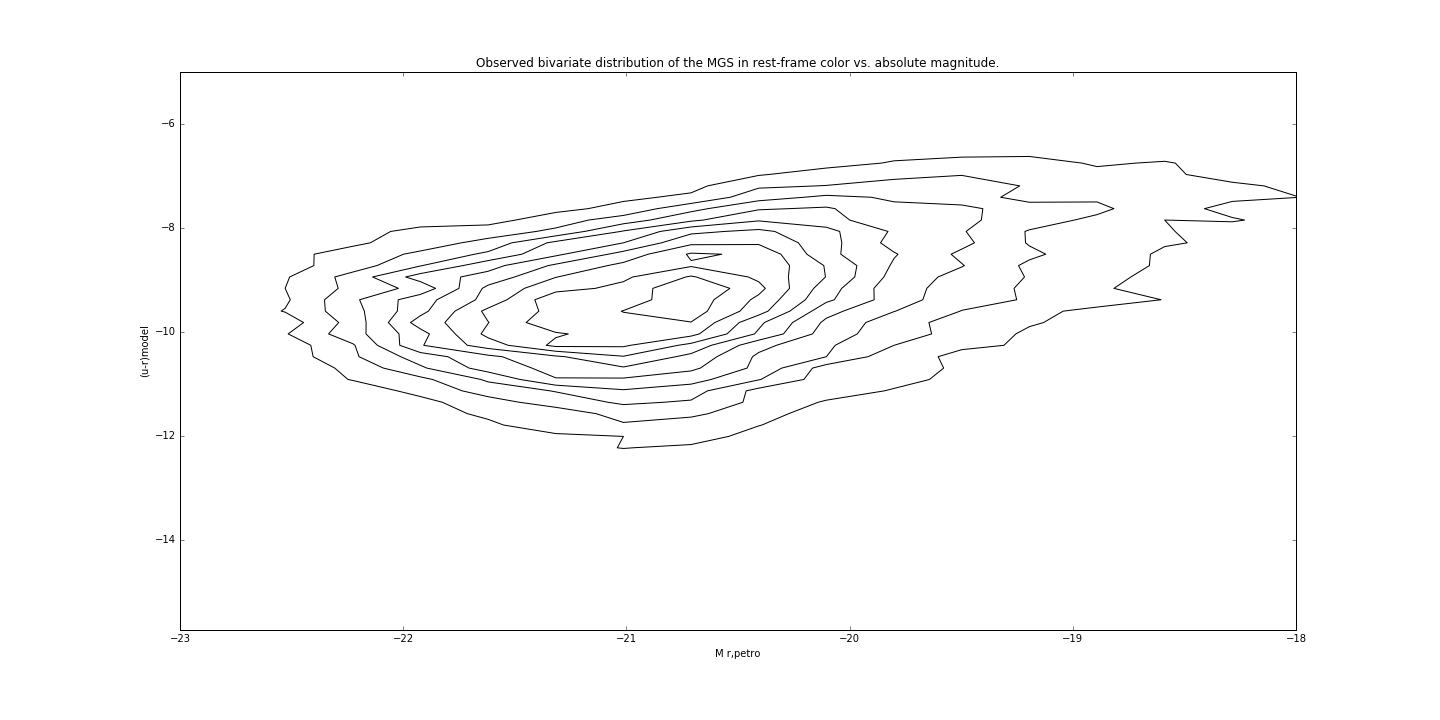 Observed bivariate distribution of the MGS in rest-frame color vs. absolute magnitude.
−6
−8
−10
−12
−14
(u-r)model
−23 −22 −21 −20 −19 −18
M r,petro